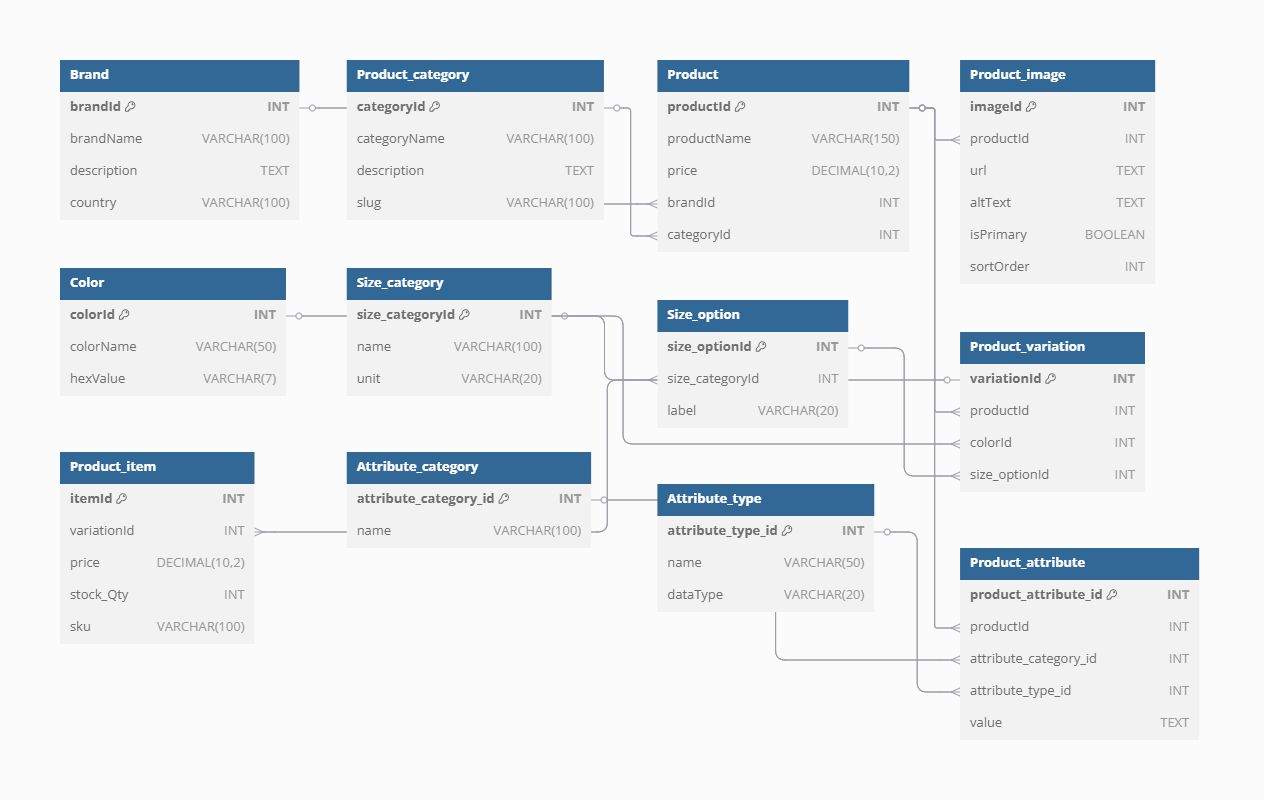 Brand
brandId INT
brandName VARCHAR(100)
description TEXT
country VARCHAR(100)
Product_category
categoryId INT
categoryName VARCHAR(100)
description TEXT
slug VARCHAR(100)
Product
productId INT
productName VARCHAR(150)
price DECIMAL(10,2)
brandId INT
categoryId INT
Product_image
imageId INT
productId INT
url TEXT
altText TEXT
isPrimary BOOLEAN
sortOrder INT
Color
colorId INT
colorName VARCHAR(50)
hexValue VARCHAR(7)
Size_category
size_categoryId INT
name VARCHAR(100)
unit VARCHAR(20)
Size_option
size_optionId INT
size_categoryId INT
label VARCHAR(20)
Product_variation
variationId INT
productId INT
colorId INT
size_optionId INT
Product_item
itemId INT
variationId INT
price DECIMAL(10,2)
stock_Qty INT
sku VARCHAR(100)
Attribute_category
attribute_category_id INT
name VARCHAR(100)
Attribute_type
attribute_type_id INT
name VARCHAR(50)
dataType VARCHAR(20)
Product_attribute
product_attribute_id INT
productId INT
attribute_category_id INT
attribute_type_id INT
value TEXT